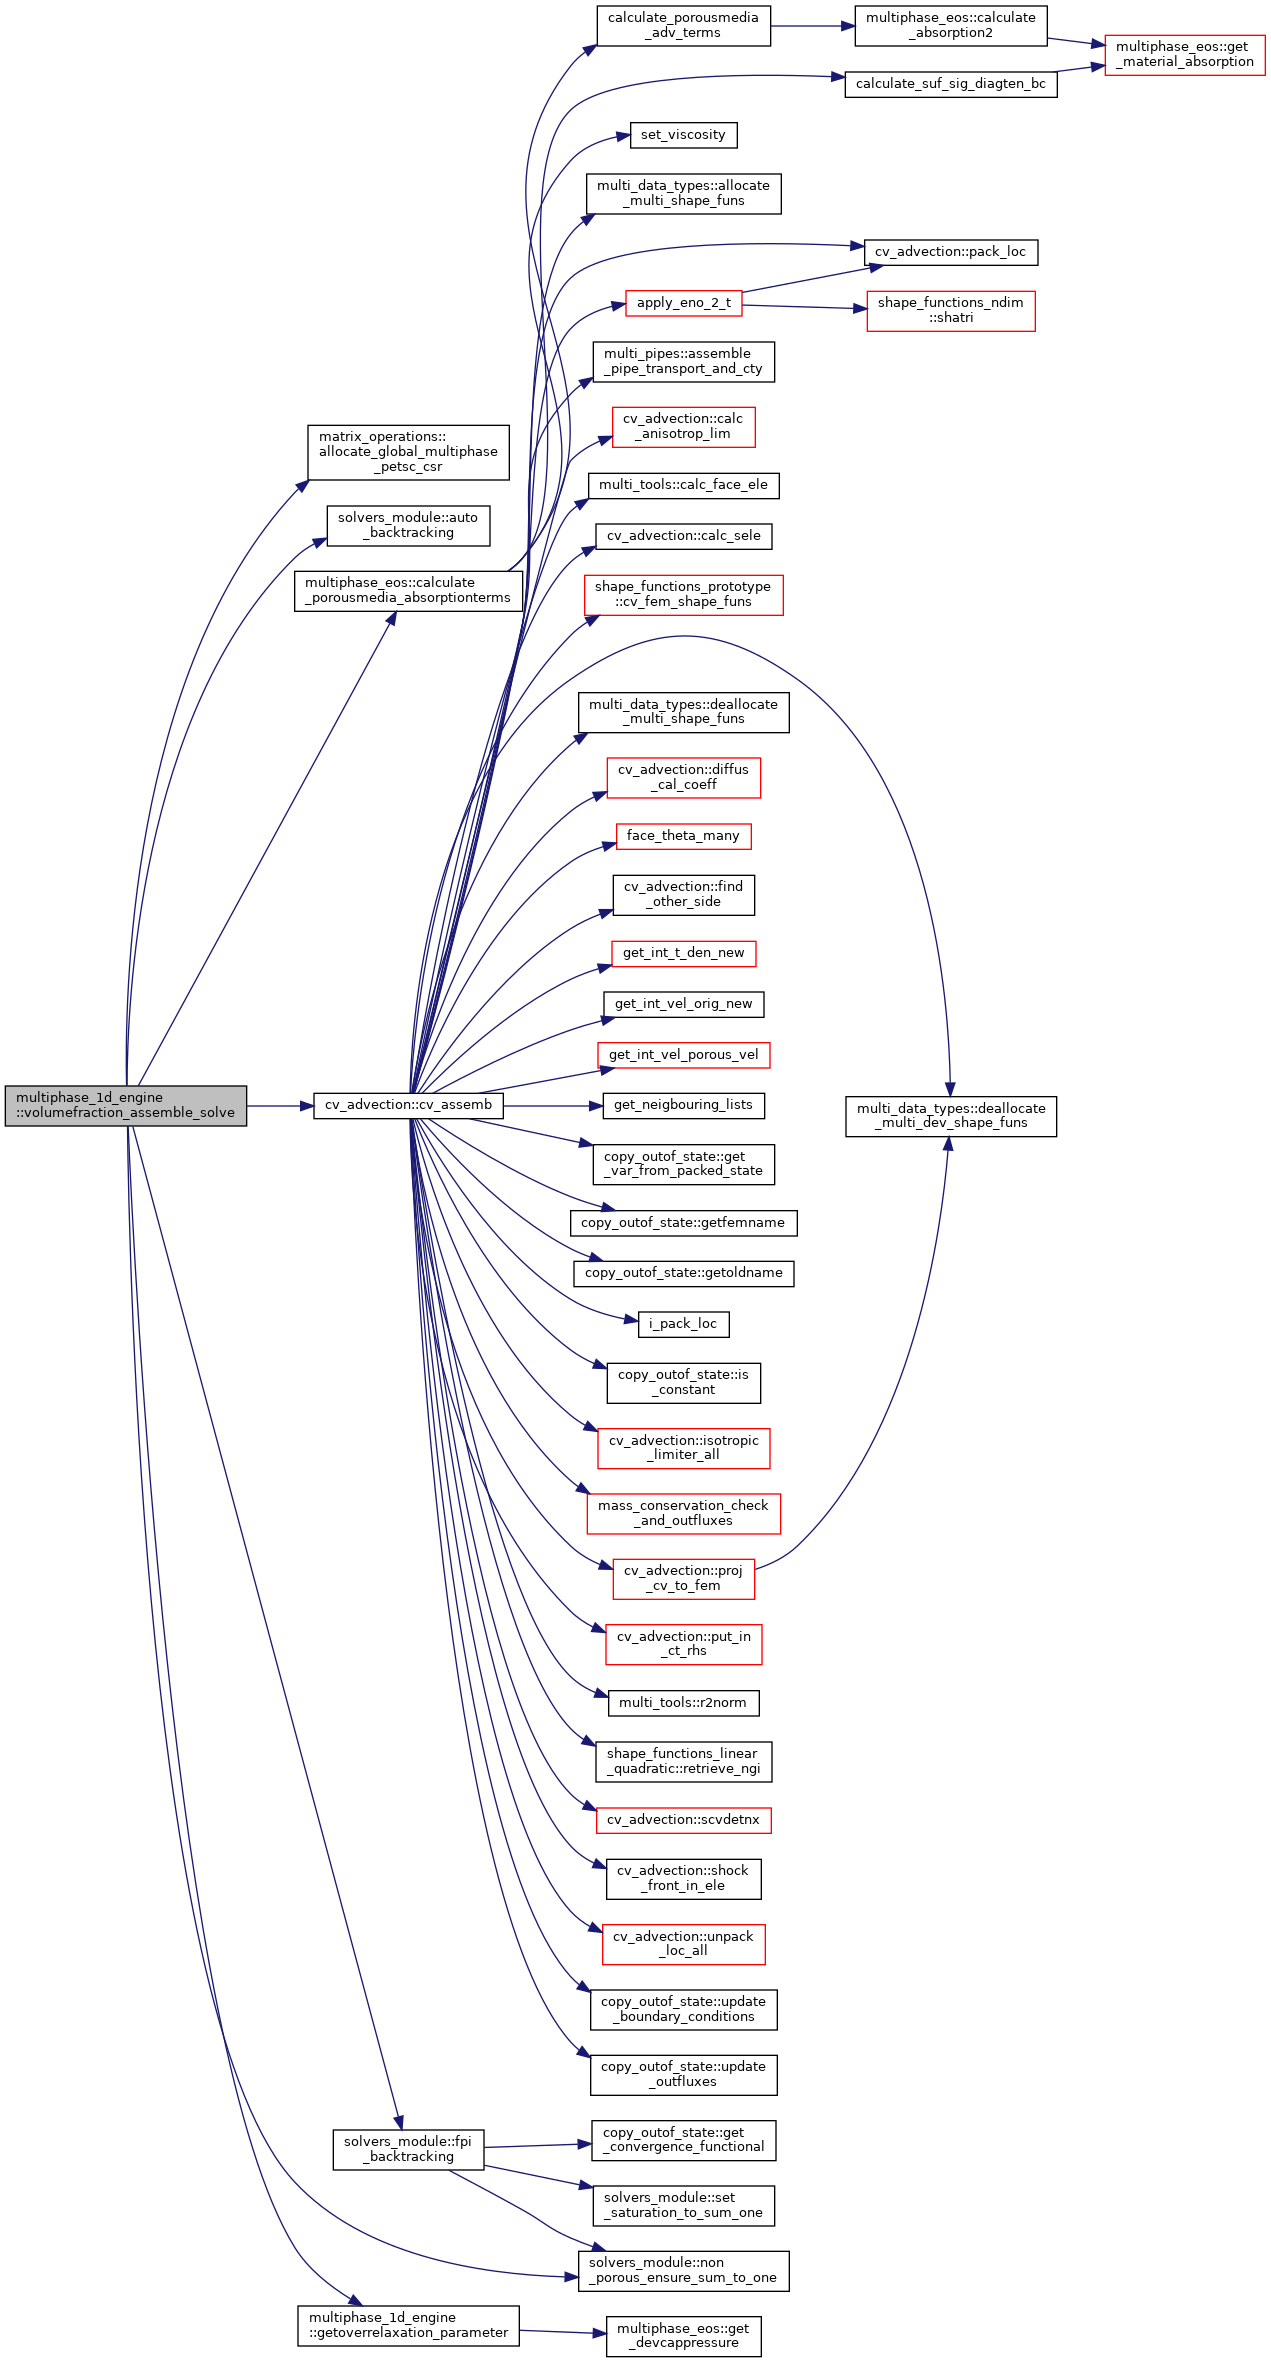 calculate_porousmedia
_adv_terms
multiphase_eos::calculate
_absorption2
multiphase_eos::get
_material_absorption
calculate_suf_sig_diagten_bc
set_viscosity
multi_data_types::allocate
_multi_shape_funs
cv_advection::pack_loc
apply_eno_2_t
shape_functions_ndim
::shatri
multi_pipes::assemble
_pipe_transport_and_cty
cv_advection::calc
_anisotrop_lim
matrix_operations::
allocate_global_multiphase
_petsc_csr
multi_tools::calc_face_ele
solvers_module::auto
_backtracking
cv_advection::calc_sele
multiphase_eos::calculate
_porousmedia_absorptionterms
shape_functions_prototype
::cv_fem_shape_funs
multi_data_types::deallocate
_multi_shape_funs
cv_advection::diffus
_cal_coeff
face_theta_many
cv_advection::find
_other_side
get_int_t_den_new
get_int_vel_orig_new
get_int_vel_porous_vel
multiphase_1d_engine
::volumefraction_assemble_solve
cv_advection::cv_assemb
get_neigbouring_lists
multi_data_types::deallocate
_multi_dev_shape_funs
copy_outof_state::get
_var_from_packed_state
copy_outof_state::getfemname
copy_outof_state::getoldname
i_pack_loc
copy_outof_state::is
_constant
cv_advection::isotropic
_limiter_all
mass_conservation_check
_and_outfluxes
cv_advection::proj
_cv_to_fem
cv_advection::put_in
_ct_rhs
multi_tools::r2norm
shape_functions_linear
_quadratic::retrieve_ngi
cv_advection::scvdetnx
cv_advection::shock
_front_in_ele
cv_advection::unpack
_loc_all
copy_outof_state::update
_boundary_conditions
copy_outof_state::update
_outfluxes
solvers_module::fpi
_backtracking
copy_outof_state::get
_convergence_functional
solvers_module::set
_saturation_to_sum_one
solvers_module::non
_porous_ensure_sum_to_one
multiphase_1d_engine
::getoverrelaxation_parameter
multiphase_eos::get
_devcappressure